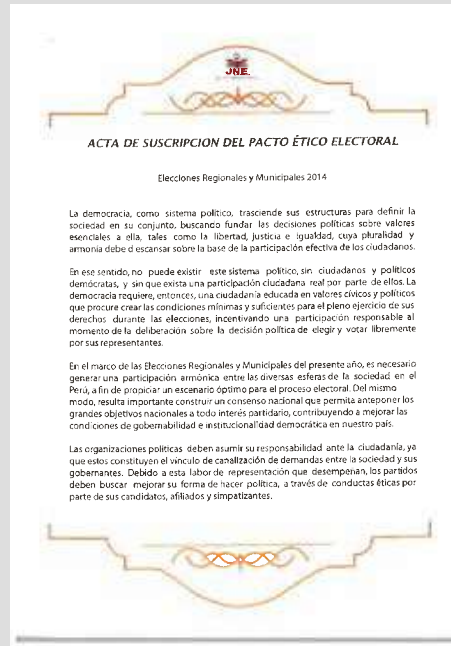 JNE
ACTA DE SUSCRIPCION DEL PACTO ÉTICO ELECTORAL
Elecciones Regionales y Municipales 2014
La democracia, como sistema político, trasciende sus estructuras para definir la
sociedad en su conjunto, buscando fundar las decisiones políticas sobre valores
esenciales a ella, tales como la libertad, justicia e igualdad, cuya pluralidad y
armonía debe descansar sobre la base de la participación efectiva de los ciudadanos.
En ese sentido, no puede existir este sistema político, sin ciudadanos y políticos
demócratas, y sin que exista una participación ciudadana real por parte de ellos. La
democracia requiere, entonces, una ciudadanía educada en valores cívicos y políticos
que procure crear las condiciones mínimas y suficientes para el pleno ejercicio de sus
derechos durante las elecciones, incentivando una participación responsable al
momento de la deliberación sobre la decisión política de elegir y votar libremente
por sus representantes.
En el marco de las Elecciones Regionales y Municipales del presente año, es necesario
generar una participación armónica entre las diversas esferas de la sociedad en el
Perú, a fin de propiciar un escenario óptimo para el proceso electoral. Del mismo
modo, resulta importante construir un consenso nacional que permita anteponer los
grandes objetivos nacionales a todo interés partidario, contribuyendo a mejorar las
condiciones de gobernabilidad e institucionalidad democrática en nuestro país.
Las organizaciones políticas deben asumir su responsabilidad ante la ciudadanía, ya
que estos constituyen el vínculo de canalización de demandas entre la sociedad y sus
gobernantes. Debido a esta labor de representación que desempeñan, los partidos
deben buscar mejorar su forma de hacer política, a través de conductas éticas por
parte de sus candidatos, afiliados y simpatizantes.